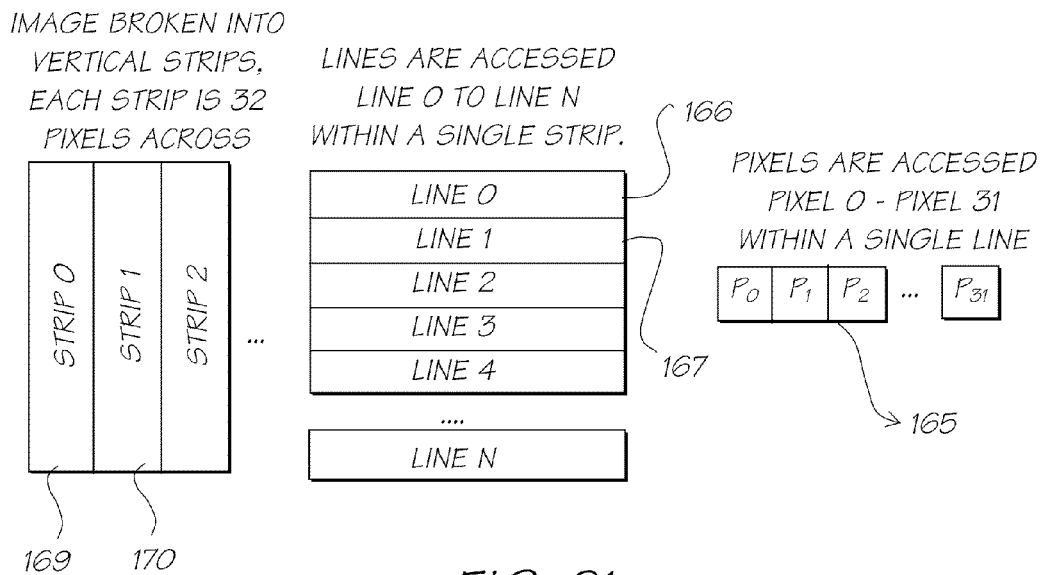 IMAGE BROKEN INTO
VERTICAL STRIPS,
EACH STRIP IS 32
PIXELS ACROSS
STRIP 0
STRIP 1
STRIP 2
...
169
170
LINES ARE ACCESSED
LINE 0 TO LINE N
WITHIN A SINGLE STRIP.
LINE 0
LINE 1
LINE 2
LINE 3
LINE 4
....
LINE N
166
167
PIXELS ARE ACCESSED
PIXEL 0 - PIXEL 31
WITHIN A SINGLE LINE
P0 P1 P2 ... P31
165